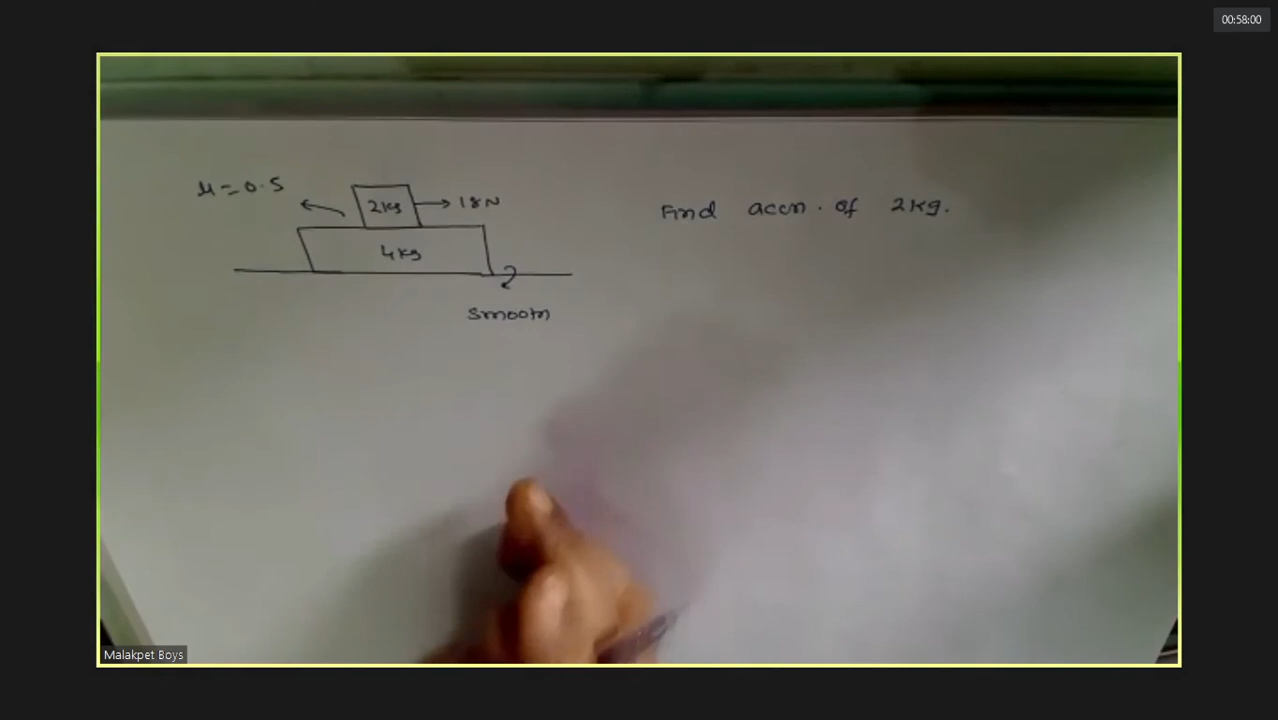 00:58:00
μ = 0.5
2kg
18N
Find accn. of 2kg.
4kg
smooth
Malakpet Boys